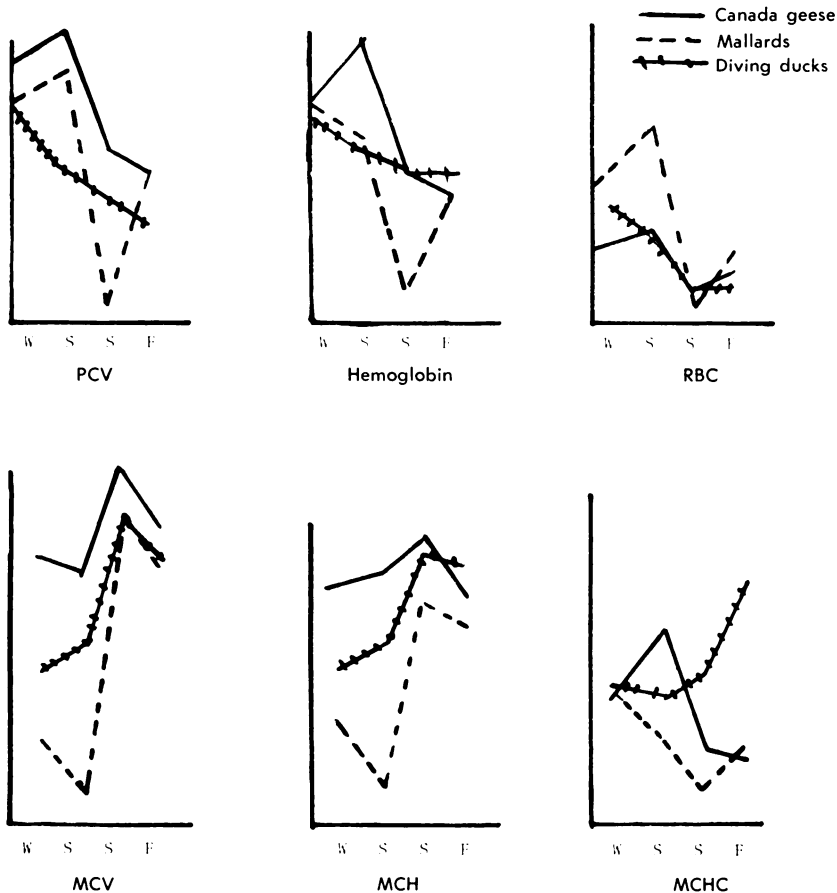 Canada geese
Mallards
Diving ducks
W S S F
W S S F
W S S F
PCV
Hemoglobin
RBC
W S S F
W S S F
W S S F
MCV
MCH
MCHC